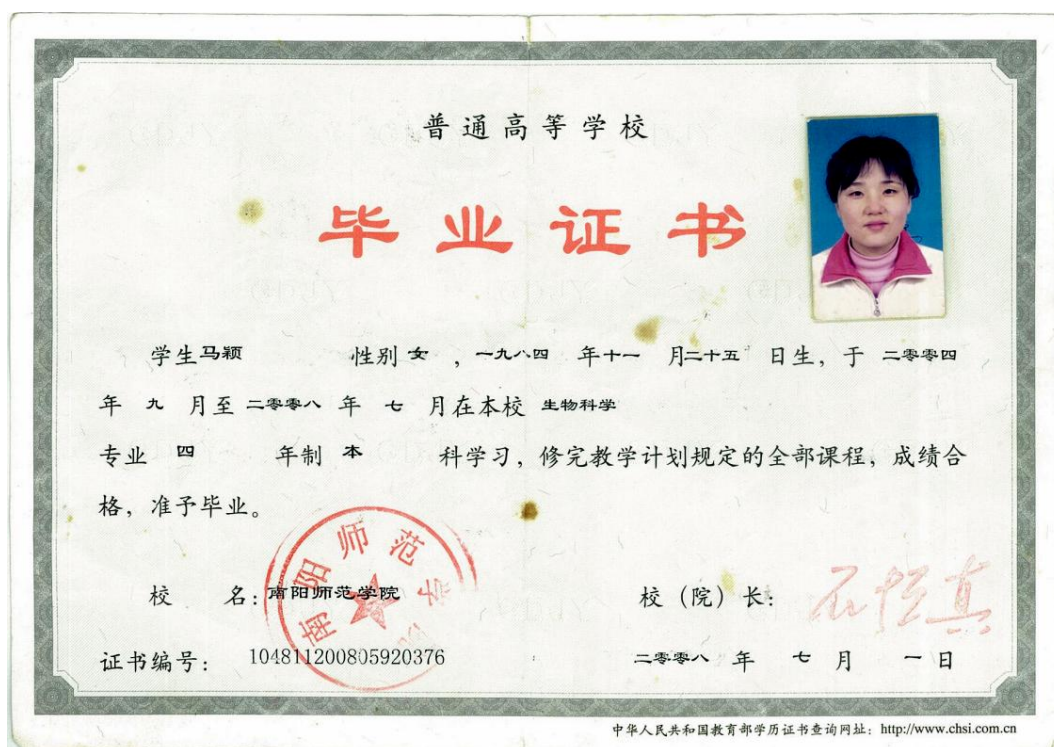 普通高等学校
毕业证书
学生马颖 性别女，一九八四年十一月二十五日生，于二零零四
年九月至二零零八年七月在本校生物科学
专业四年制本科学习，修完教学计划规定的全部课程，成绩合
格，准予毕业。
南阳师范学院
校 名：南阳师范学院 校（院）长：
证书编号：104811200805920376 二零零八年七月一日
中华人民共和国教育部学历证书查询网址：http://www.chsi.com.cn